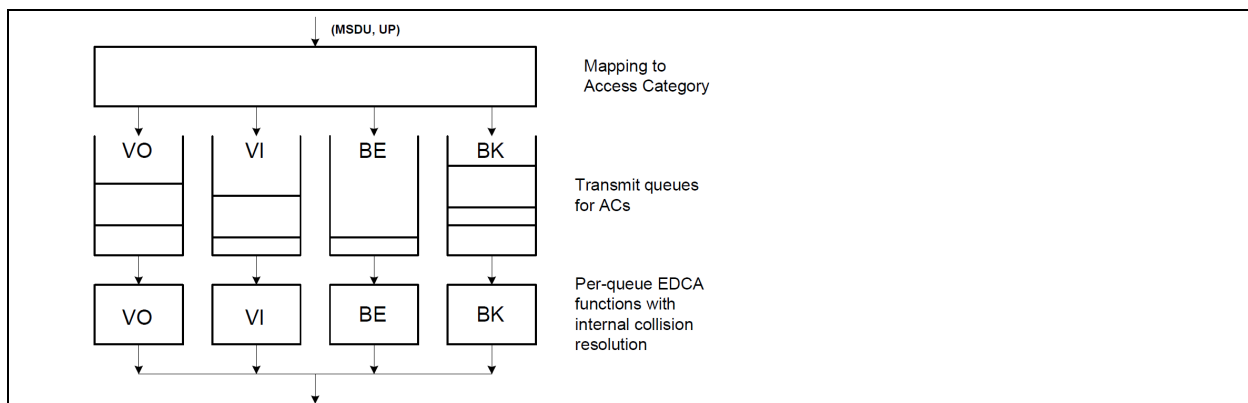 (MSDU, UP)
Mapping to
Access Category
VO VI BE BK
Transmit queues
for ACs
Per-queue EDCA
functions with
internal collision
resolution
VO VI BE BK